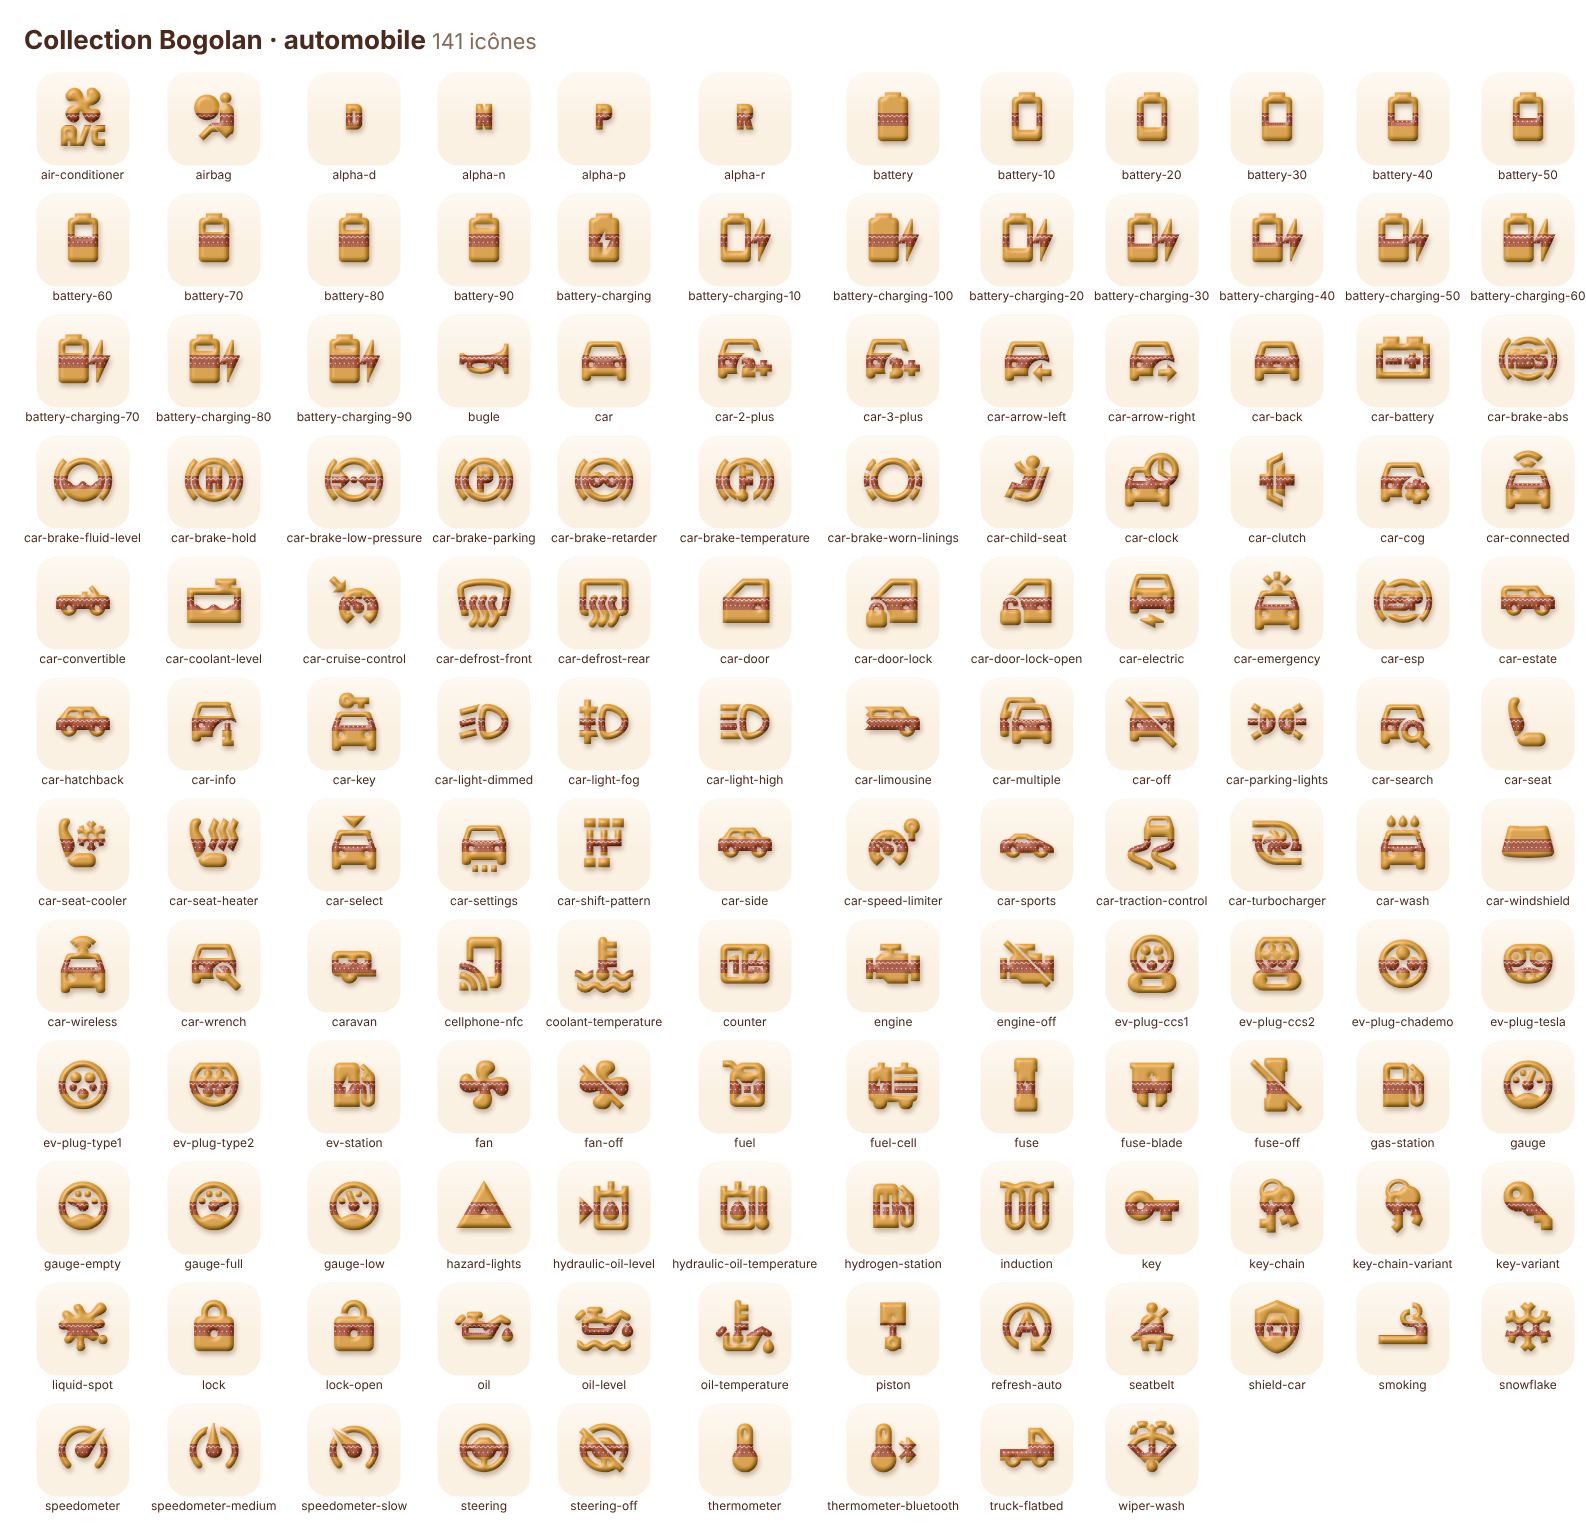 Collection Bogolan · automobile 141 icônes
A/C D N P R
air-conditioner airbag alpha-d alpha-n alpha-p alpha-r battery battery-10 battery-20 battery-30 battery-40 battery-50
battery-60 battery-70 battery-80 battery-90 battery-charging battery-charging-10 battery-charging-100 battery-charging-20 battery-charging-30 battery-charging-40 battery-charging-50 battery-charging-60
2+ 3+ ABS
battery-charging-70 battery-charging-80 battery-charging-90 bugle car car-2-plus car-3-plus car-arrow-left car-arrow-right car-back car-battery car-brake-abs
H P
car-brake-fluid-level car-brake-hold car-brake-low-pressure car-brake-parking car-brake-retarder car-brake-temperature car-brake-worn-linings car-child-seat car-clock car-clutch car-cog car-connected
car-convertible car-coolant-level car-cruise-control car-defrost-front car-defrost-rear car-door car-door-lock car-door-lock-open car-electric car-emergency car-esp car-estate
car-hatchback car-info car-key car-light-dimmed car-light-fog car-light-high car-limousine car-multiple car-off car-parking-lights car-search car-seat
car-seat-cooler car-seat-heater car-select car-settings car-shift-pattern car-side car-speed-limiter car-sports car-traction-control car-turbocharger car-wash car-windshield
car-wireless car-wrench caravan cellphone-nfc coolant-temperature counter engine engine-off ev-plug-ccs1 ev-plug-ccs2 ev-plug-chademo ev-plug-tesla
ev-plug-type1 ev-plug-type2 ev-station fan fan-off fuel fuel-cell fuse fuse-blade fuse-off gas-station gauge
gauge-empty gauge-full gauge-low hazard-lights hydraulic-oil-level hydraulic-oil-temperature hydrogen-station induction key key-chain key-chain-variant key-variant
A
liquid-spot lock lock-open oil oil-level oil-temperature piston refresh-auto seatbelt shield-car smoking snowflake
speedometer speedometer-medium speedometer-slow steering steering-off thermometer thermometer-bluetooth truck-flatbed wiper-wash